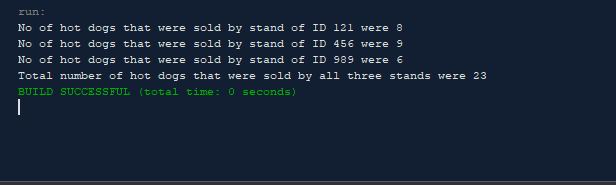 run:
No of hot dogs that were sold by stand of ID 121 were 8
No of hot dogs that were sold by stand of ID 456 were 9
No of hot dogs that were sold by stand of ID 989 were 6
Total number of hot dogs that were sold by all three stands were 23
BUILD SUCCESSFUL (total time: 0 seconds)